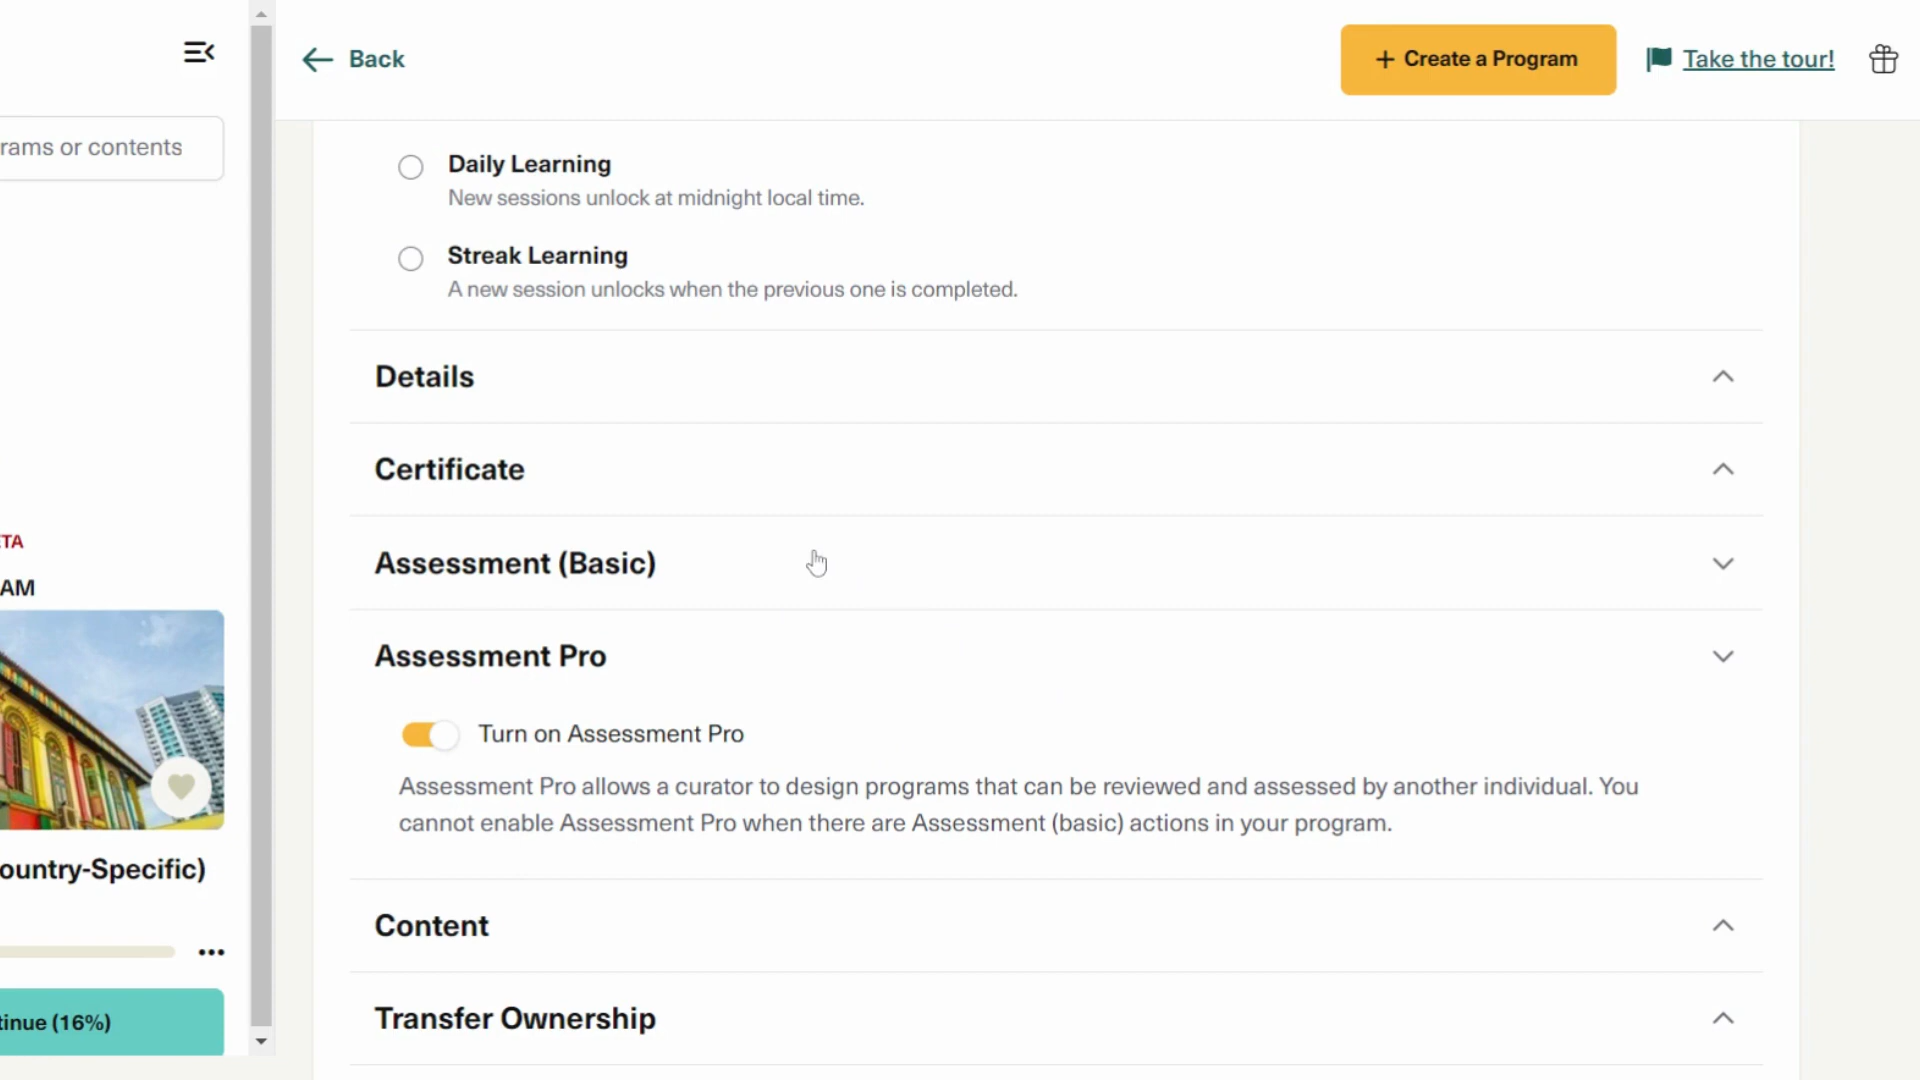 Back
+ Create a Program
Take the tour!
rams or contents
Daily Learning
New sessions unlock at midnight local time.
Streak Learning
A new session unlocks when the previous one is completed.
Details
Certificate
Assessment (Basic)
Assessment Pro
Turn on Assessment Pro
Assessment Pro allows a curator to design programs that can be reviewed and assessed by another individual. You
cannot enable Assessment Pro when there are Assessment (basic) actions in your program.
Content
Transfer Ownership
TA
AM
ountry-Specific)
tinue (16%)